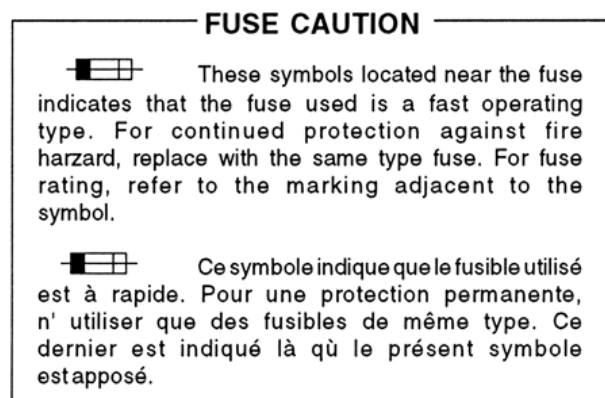 FUSE CAUTION
These symbols located near the fuse
indicates that the fuse used is a fast operating
type. For continued protection against fire
harzard, replace with the same type fuse. For fuse
rating, refer to the marking adjacent to the
symbol.
Ce symbole indique que le fusible utilisé
est à rapide. Pour une protection permanente,
n' utiliser que des fusibles de même type. Ce
dernier est indiqué là qù le présent symbole
est apposé.